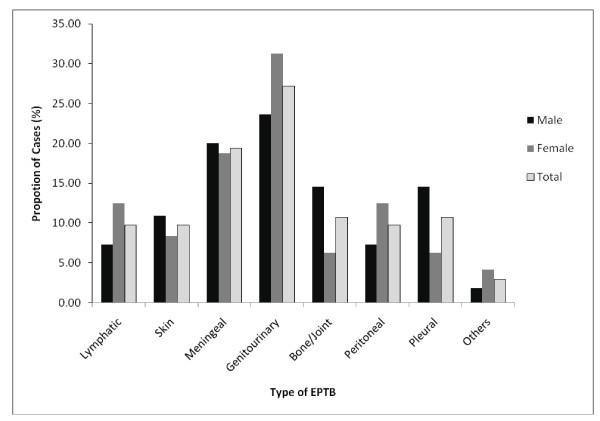 35.00
30.00
25.00
20.00
15.00
10.00
5.00
0.00
Propotion of Cases (%)
Lymphatic
Skin
Meningeal
Genitourinary
Bone/Joint
Peritoneal
Pleural
Others
Type of EPTB
Male
Female
Total